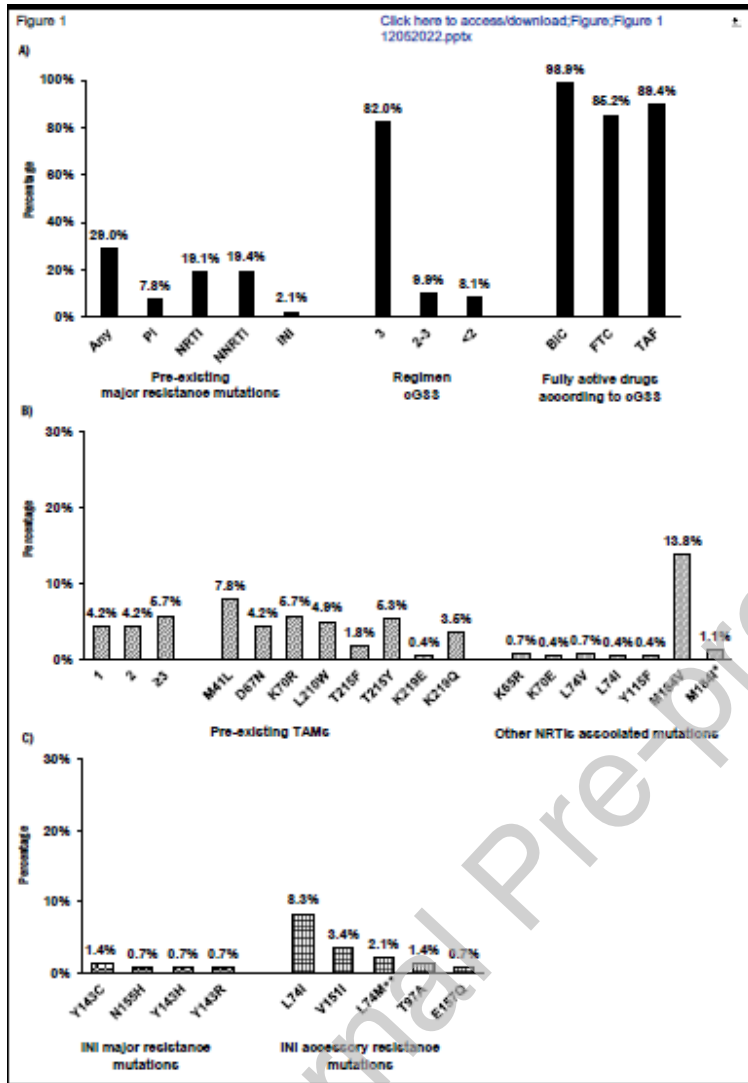 Figure 1
Click here to access/download;Figure;Figure 1
12052022.pptx
A)
Percentage
100%
80%
60%
40%
20%
0%
29.0%
7.8%
19.1%
19.4%
2.1%
82.0%
9.9%
8.1%
98.9%
85.2%
89.4%
Any
PI
NRTI
NNRTI
INI
3
2-3
<2
BIC
FTC
TAF
Pre-existing
major resistance mutations
Regimen
cGSS
Fully active drugs
according to cGSS
B)
Percentage
30%
20%
10%
0%
4.2%
4.2%
5.7%
7.8%
4.2%
5.7%
4.9%
1.8%
5.3%
0.4%
3.5%
0.7%
0.4%
0.7%
0.4%
0.4%
13.8%
1.1%
1
2
≥3
M41L
D67N
K70R
L210W
T215F
T215Y
K219E
K219Q
K65R
K70E
L74V
L74I
Y115F
M184V
M184I*
Pre-existing TAMs
Other NRTIs associated mutations
C)
Percentage
30%
20%
10%
0%
1.4%
0.7%
0.7%
0.7%
8.3%
3.4%
2.1%
1.4%
0.7%
Y143C
N155H
Y143H
Y143R
L74I
V151I
L74M**
T97A
E157Q
INI major resistance
mutations
INI accessory resistance
mutations
rnal Pre-pr